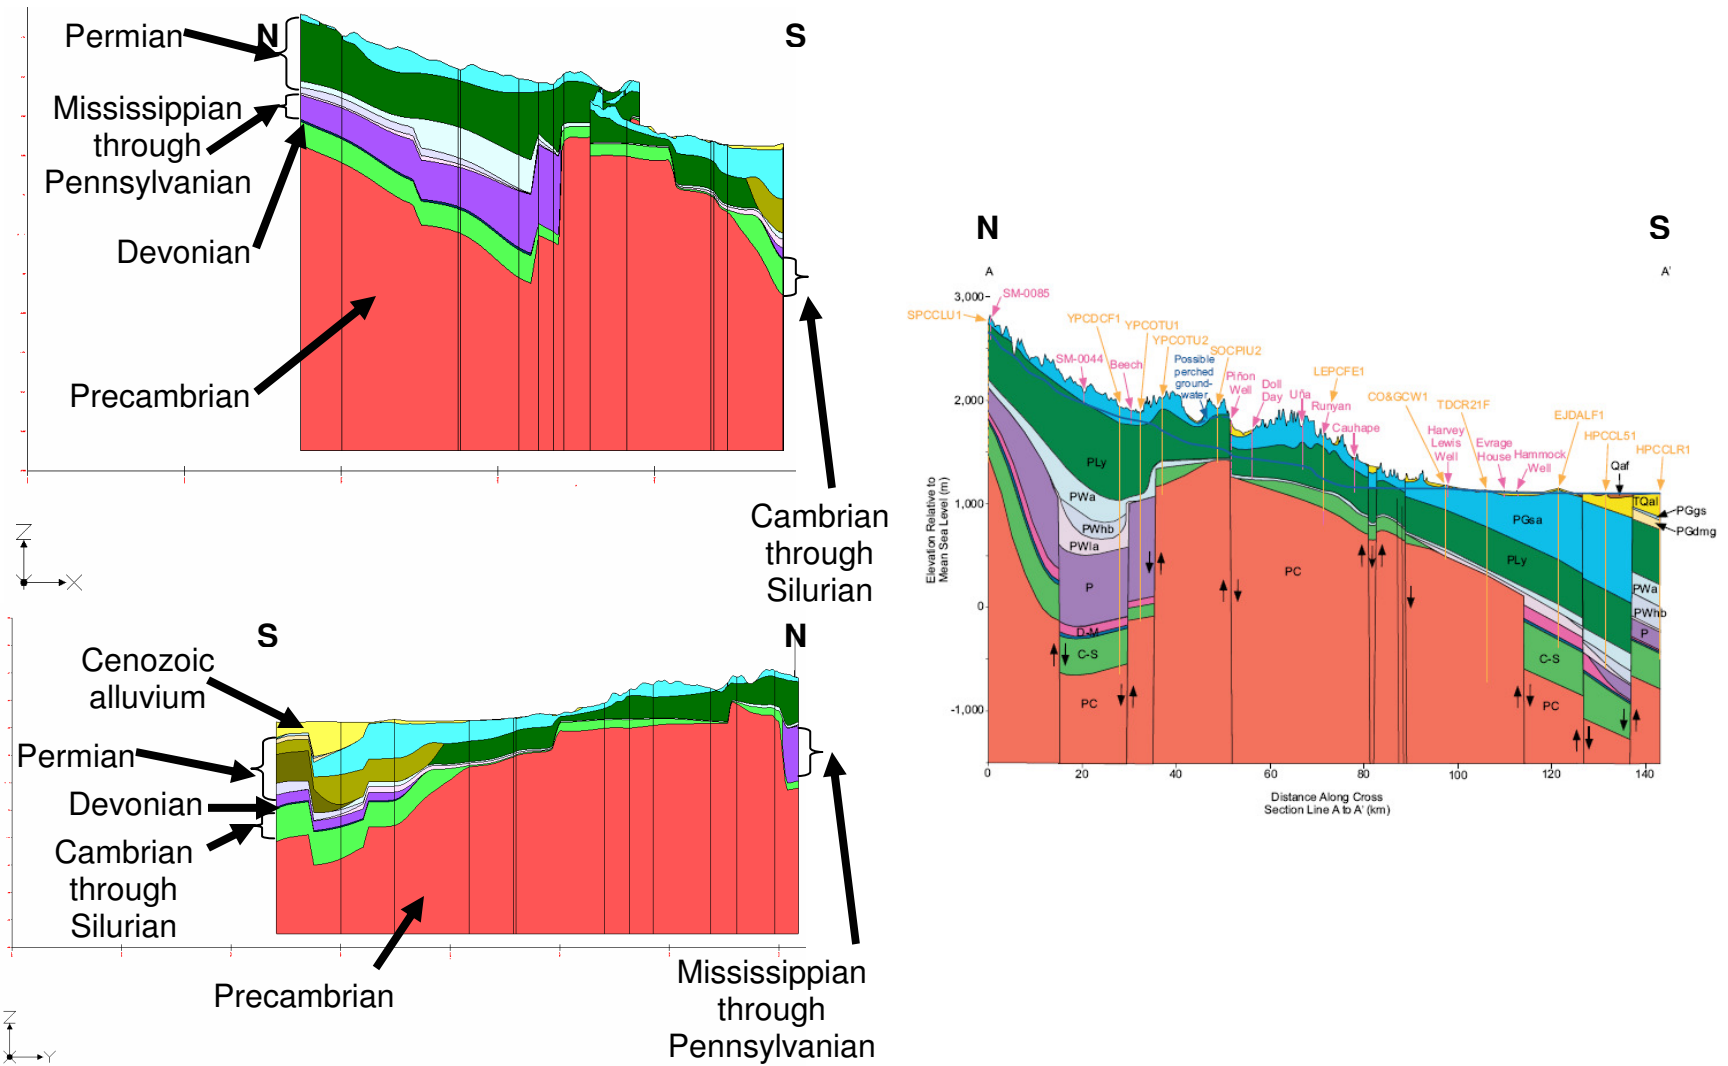 N
S
Permian
Mississippian
through
Pennsylvanian
Devonian
Precambrian
Cambrian
through
Silurian
Z
X
S
N
Cenozoic
alluvium
Permian
Devonian
Cambrian
through
Silurian
Precambrian
Mississippian
through
Pennsylvanian
Z
Y
N
S
A
A'
3,000
2,000
1,000
0
-1,000
Elevation Relative to
Mean Sea Level (m)
SPCCLU1
SM-0085
YPCDCF1
YPCOTU1
YPCOTU2
SM-0044
Beech
Possible
perched
ground-
water
SOCPIU2
Piñon
Well
Doll
Day
Uña
LEPCFE1
Runyan
Cauhape
CO&GCW1
Harvey
Lewis
Well
TDCR21F
Evrage
House
Hammock
Well
EJDALF1
HPCCL51
Qaf
HPCCLR1
TQal
PGgs
PGdmg
PLy
PWa
PWhb
PWla
P
D-M
C-S
PC
PC
PGsa
PLy
C-S
PC
PWa
PWhb
P
0
20
40
60
80
100
120
140
Distance Along Cross
Section Line A to A' (km)